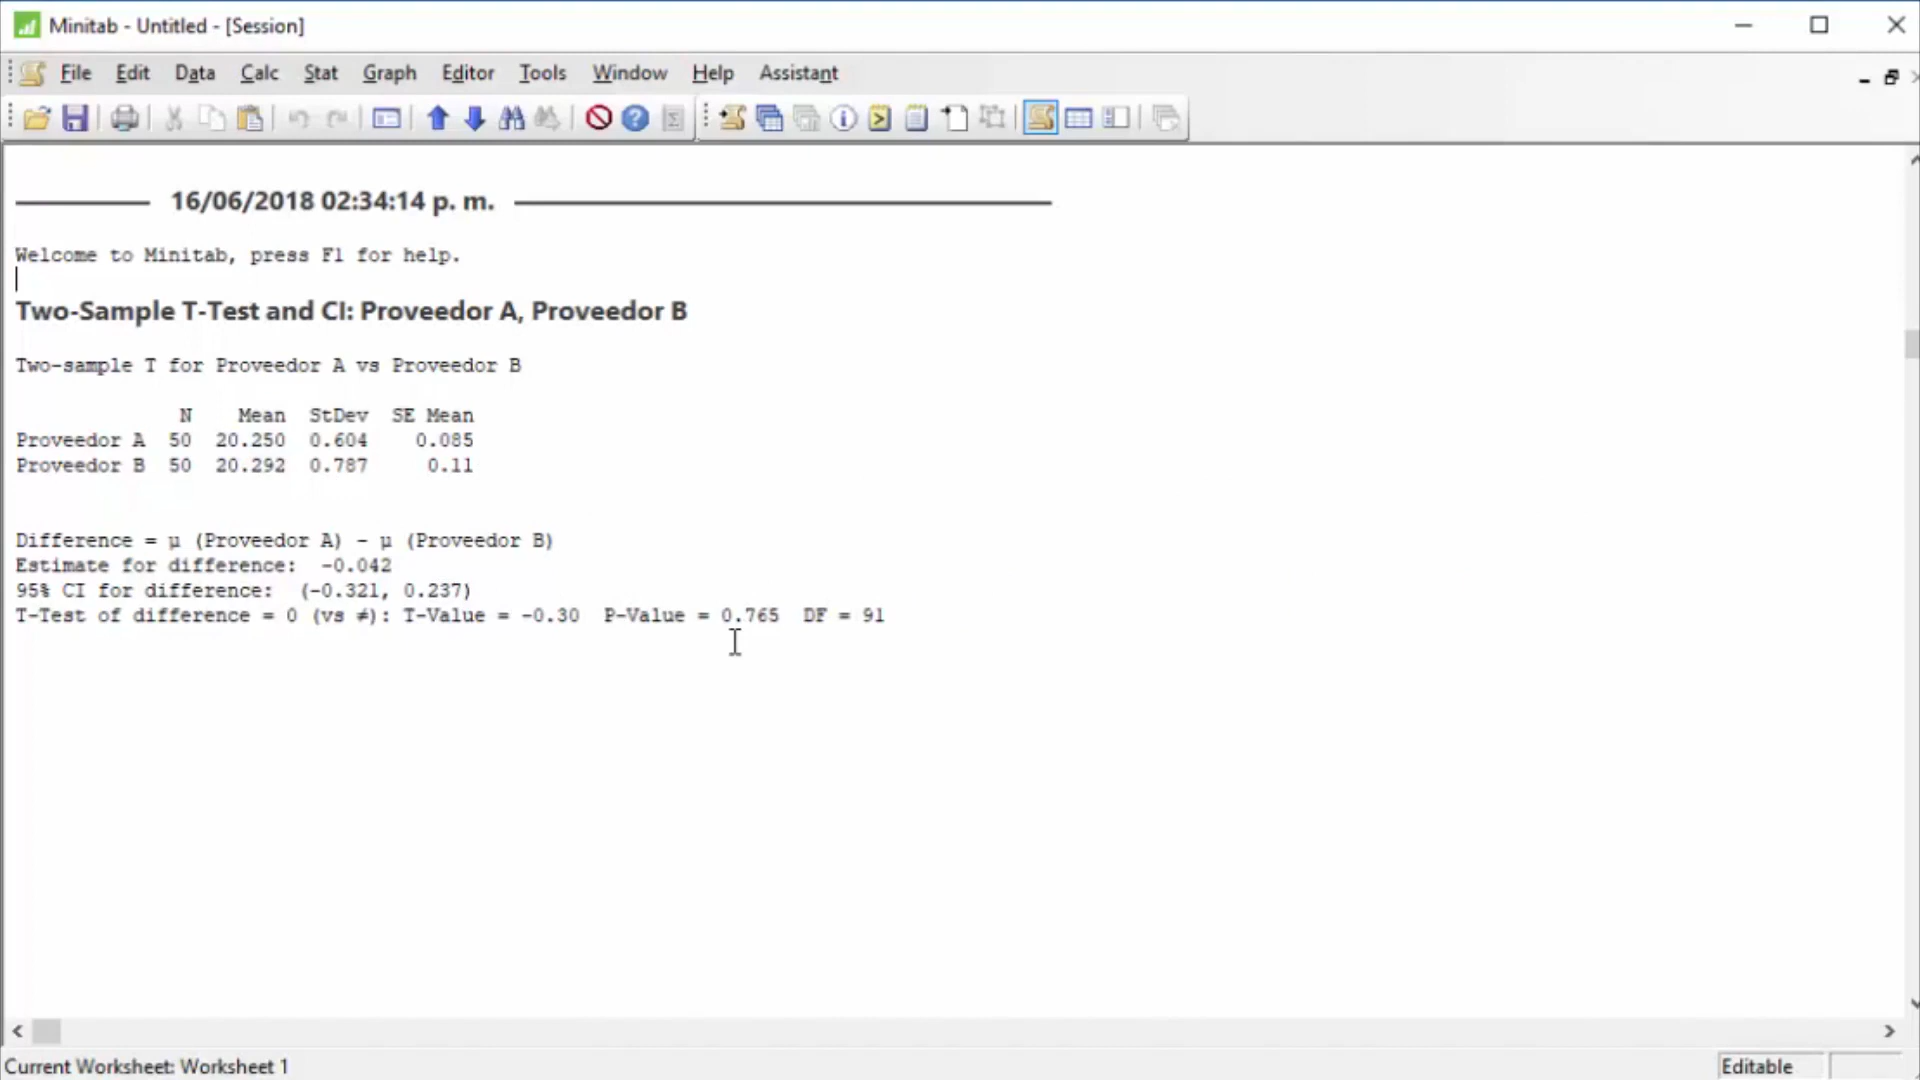 Minitab - Untitled - [Session]
File Edit Data Calc Stat Graph Editor Tools Window Help Assistant
16/06/2018 02:34:14 p. m.
Welcome to Minitab, press F1 for help.
Two-Sample T-Test and CI: Proveedor A, Proveedor B
Two-sample T for Proveedor A vs Proveedor B
N Mean StDev SE Mean
Proveedor A 50 20.250 0.604 0.085
Proveedor B 50 20.292 0.787 0.11
Difference = μ (Proveedor A) - μ (Proveedor B)
Estimate for difference: -0.042
95% CI for difference: (-0.321, 0.237)
T-Test of difference = 0 (vs ≠): T-Value = -0.30 P-Value = 0.765 DF = 91
Current Worksheet: Worksheet 1
Editable